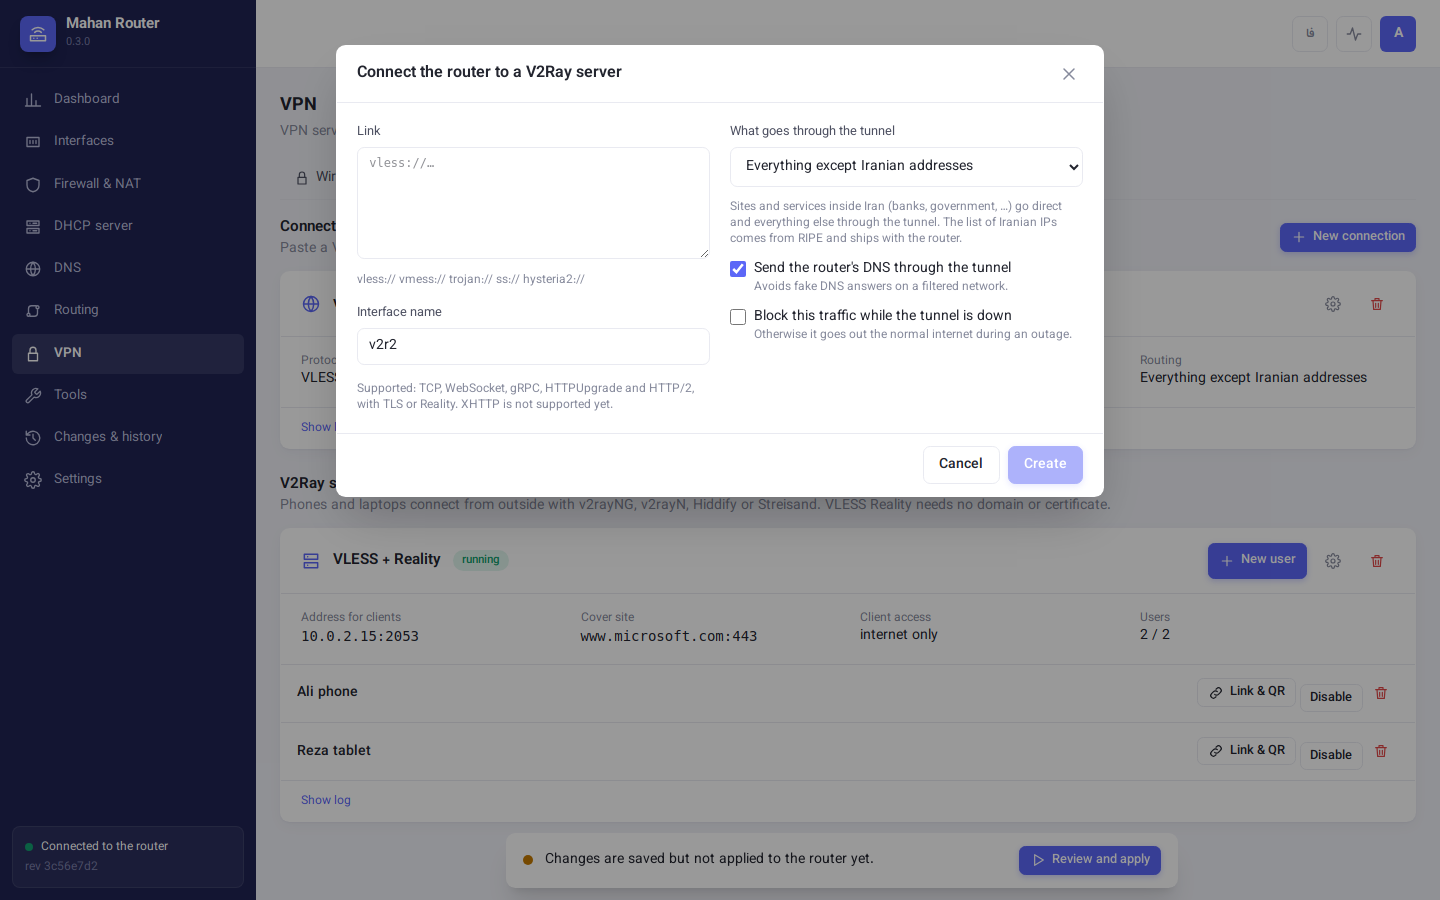 Mahan Router
0.3.0
Dashboard
Interfaces
Firewall & NAT
DHCP server
DNS
Routing
VPN
Tools
Changes & history
Settings
Connected to the router
rev 3c56e7d2
A
VPN
VPN serv
Connect
Paste a
New connection
Connect the router to a V2Ray server
Link
vless://…
vless:// vmess:// trojan:// ss:// hysteria2://
Interface name
v2r2
Supported: TCP, WebSocket, gRPC, HTTPUpgrade and HTTP/2,
with TLS or Reality. XHTTP is not supported yet.
What goes through the tunnel
Everything except Iranian addresses
Sites and services inside Iran (banks, government, …) go direct
and everything else through the tunnel. The list of Iranian IPs
comes from RIPE and ships with the router.
Send the router's DNS through the tunnel
Avoids fake DNS answers on a filtered network.
Block this traffic while the tunnel is down
Otherwise it goes out the normal internet during an outage.
Cancel
Create
Protoc
VLES
Routing
Everything except Iranian addresses
Show
V2Ray s
Phones and laptops connect from outside with v2rayNG, v2rayN, Hiddify or Streisand. VLESS Reality needs no domain or certificate.
VLESS + Reality
running
New user
Address for clients
10.0.2.15:2053
Cover site
www.microsoft.com:443
Client access
internet only
Users
2 / 2
Ali phone
Link & QR
Disable
Reza tablet
Link & QR
Disable
Show log
Changes are saved but not applied to the router yet.
Review and apply